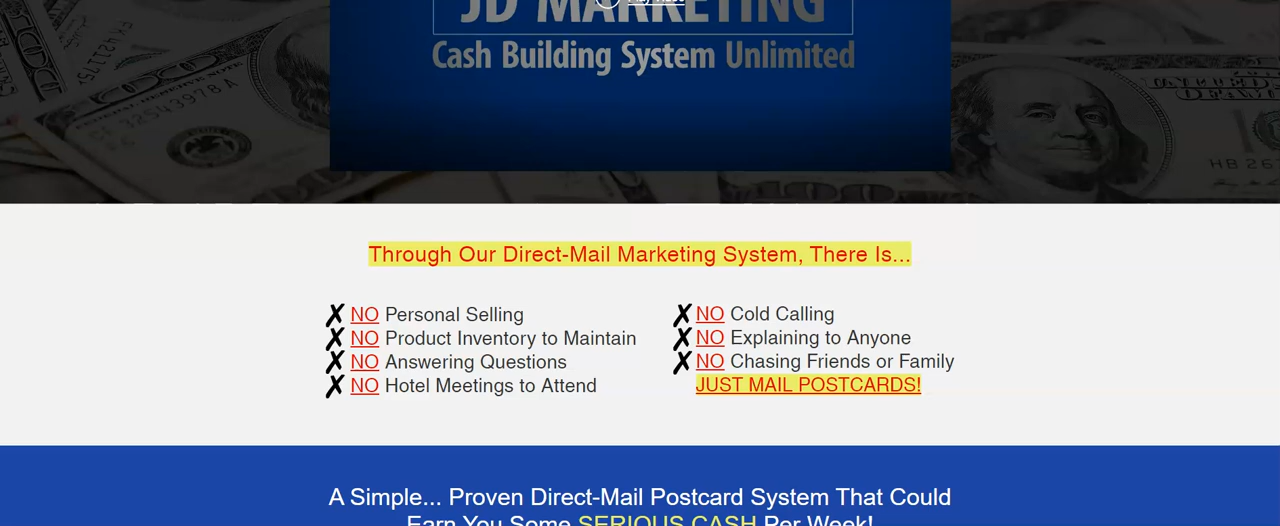 JD MARKETING
Cash Building System Unlimited
Through Our Direct-Mail Marketing System, There Is...
✗ NO Personal Selling
✗ NO Product Inventory to Maintain
✗ NO Answering Questions
✗ NO Hotel Meetings to Attend
✗ NO Cold Calling
✗ NO Explaining to Anyone
✗ NO Chasing Friends or Family
JUST MAIL POSTCARDS!
A Simple... Proven Direct-Mail Postcard System That Could
Earn You Some SERIOUS CASH Per Week!